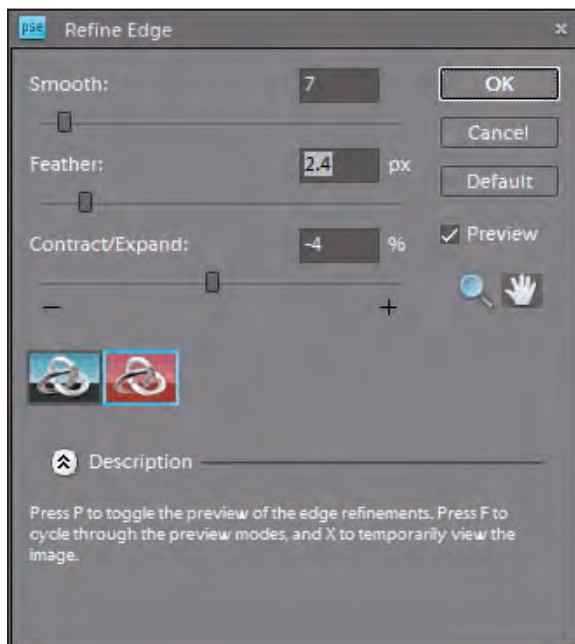 pse Refine Edge
Smooth: 7 OK
Cancel
Feather: 2.4 px
Default
Contract/Expand: -4 % Preview
− +
Description
Press P to toggle the preview of the edge refinements. Press F to
cycle through the preview modes, and X to temporarily view the
image.